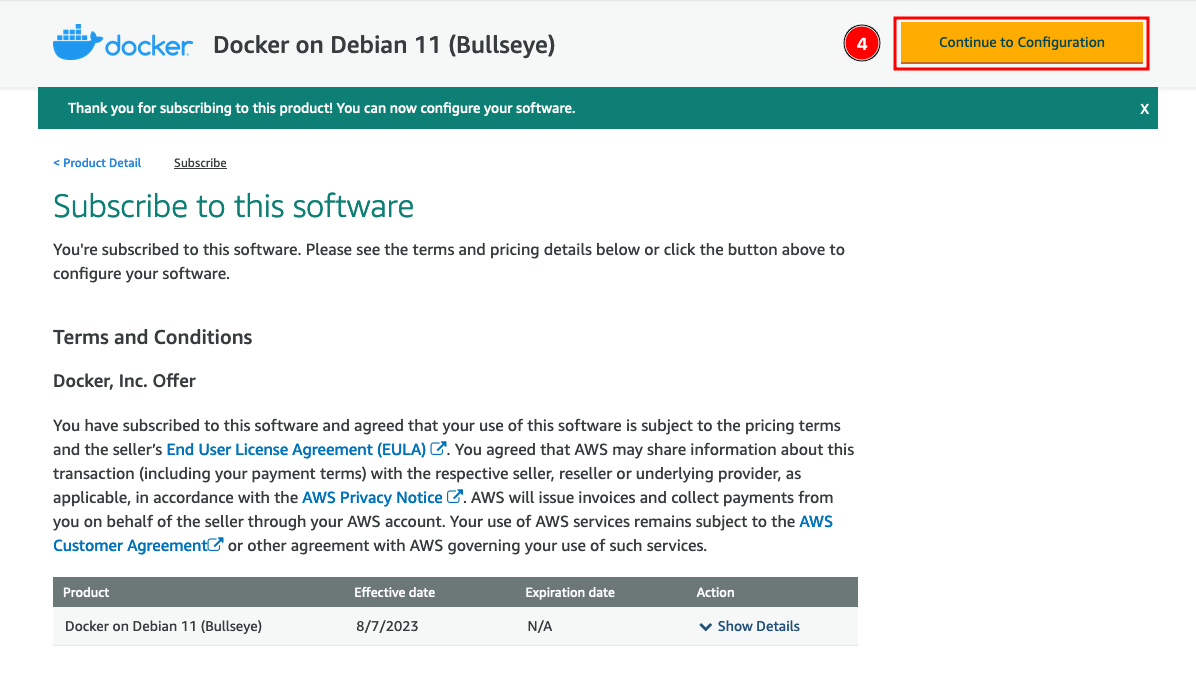 docker
Docker on Debian 11 (Bullseye)
4
Continue to Configuration
Thank you for subscribing to this product! You can now configure your software.
X
< Product Detail
Subscribe
Subscribe to this software
You're subscribed to this software. Please see the terms and pricing details below or click the button above to
configure your software.
Terms and Conditions
Docker, Inc. Offer
You have subscribed to this software and agreed that your use of this software is subject to the pricing terms
and the seller’s End User License Agreement (EULA). You agreed that AWS may share information about this
transaction (including your payment terms) with the respective seller, reseller or underlying provider, as
applicable, in accordance with the AWS Privacy Notice. AWS will issue invoices and collect payments from
you on behalf of the seller through your AWS account. Your use of AWS services remains subject to the AWS
Customer Agreement or other agreement with AWS governing your use of such services.
Product Effective date Expiration date Action
Docker on Debian 11 (Bullseye) 8/7/2023 N/A Show Details